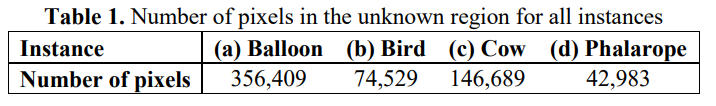 Table 1. Number of pixels in the unknown region for all instances
Instance (a) Balloon (b) Bird (c) Cow (d) Phalarope
Number of pixels 356,409 74,529 146,689 42,983